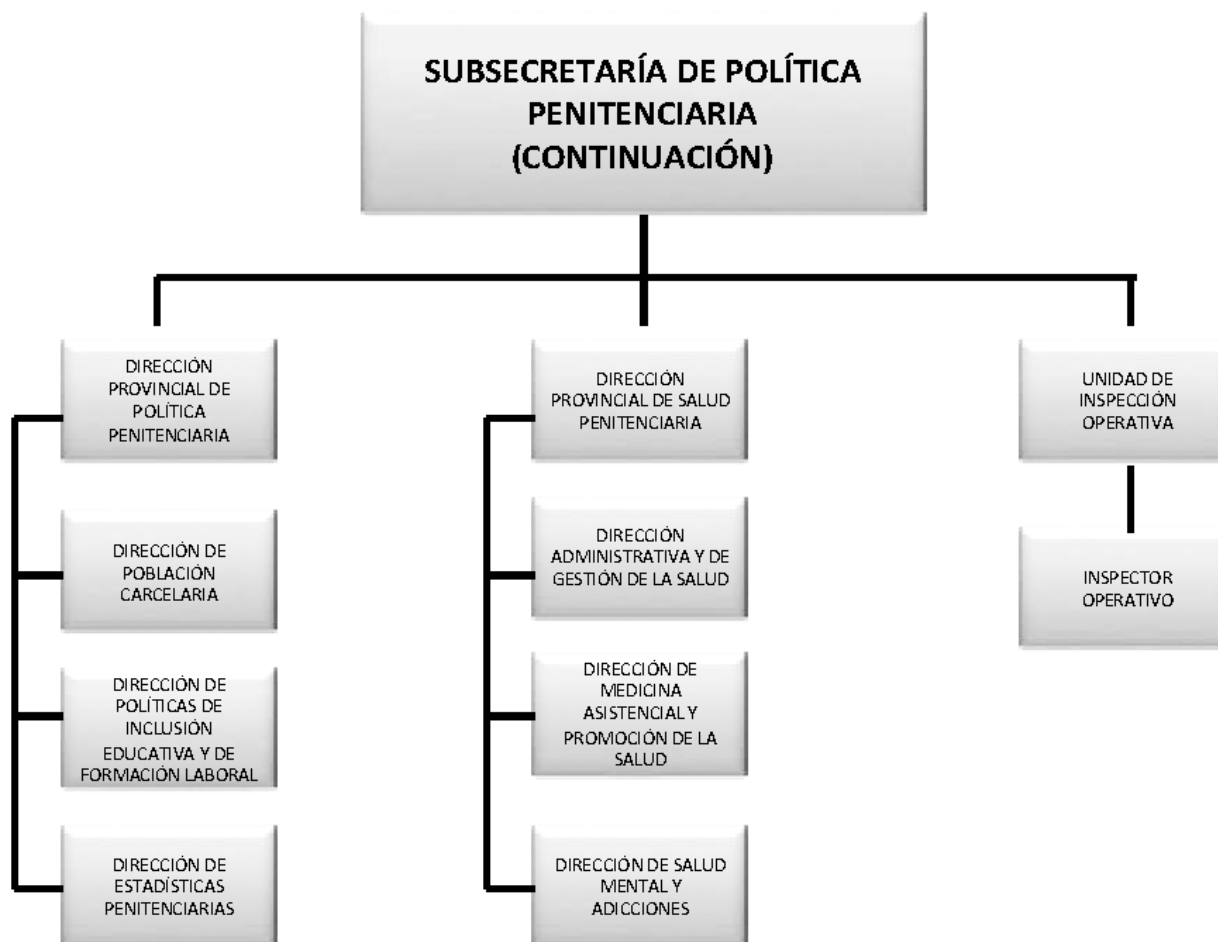 SUBSECRETARÍA DE POLÍTICA
PENITENCIARIA
(CONTINUACIÓN)
DIRECCIÓN
PROVINCIAL DE
POLÍTICA
PENITENCIARIA
DIRECCIÓN DE
POBLACIÓN
CARCELARIA
DIRECCIÓN DE
POLÍTICAS DE
INCLUSIÓN
EDUCATIVA Y DE
FORMACIÓN LABORAL
DIRECCIÓN DE
ESTADÍSTICAS
PENITENCIARIAS
DIRECCIÓN
PROVINCIAL DE SALUD
PENITENCIARIA
DIRECCIÓN
ADMINISTRATIVA Y DE
GESTIÓN DE LA SALUD
DIRECCIÓN DE
MEDICINA
ASISTENCIAL Y
PROMOCIÓN DE LA
SALUD
DIRECCIÓN DE SALUD
MENTAL Y
ADICCIONES
UNIDAD DE
INSPECCIÓN
OPERATIVA
INSPECTOR
OPERATIVO